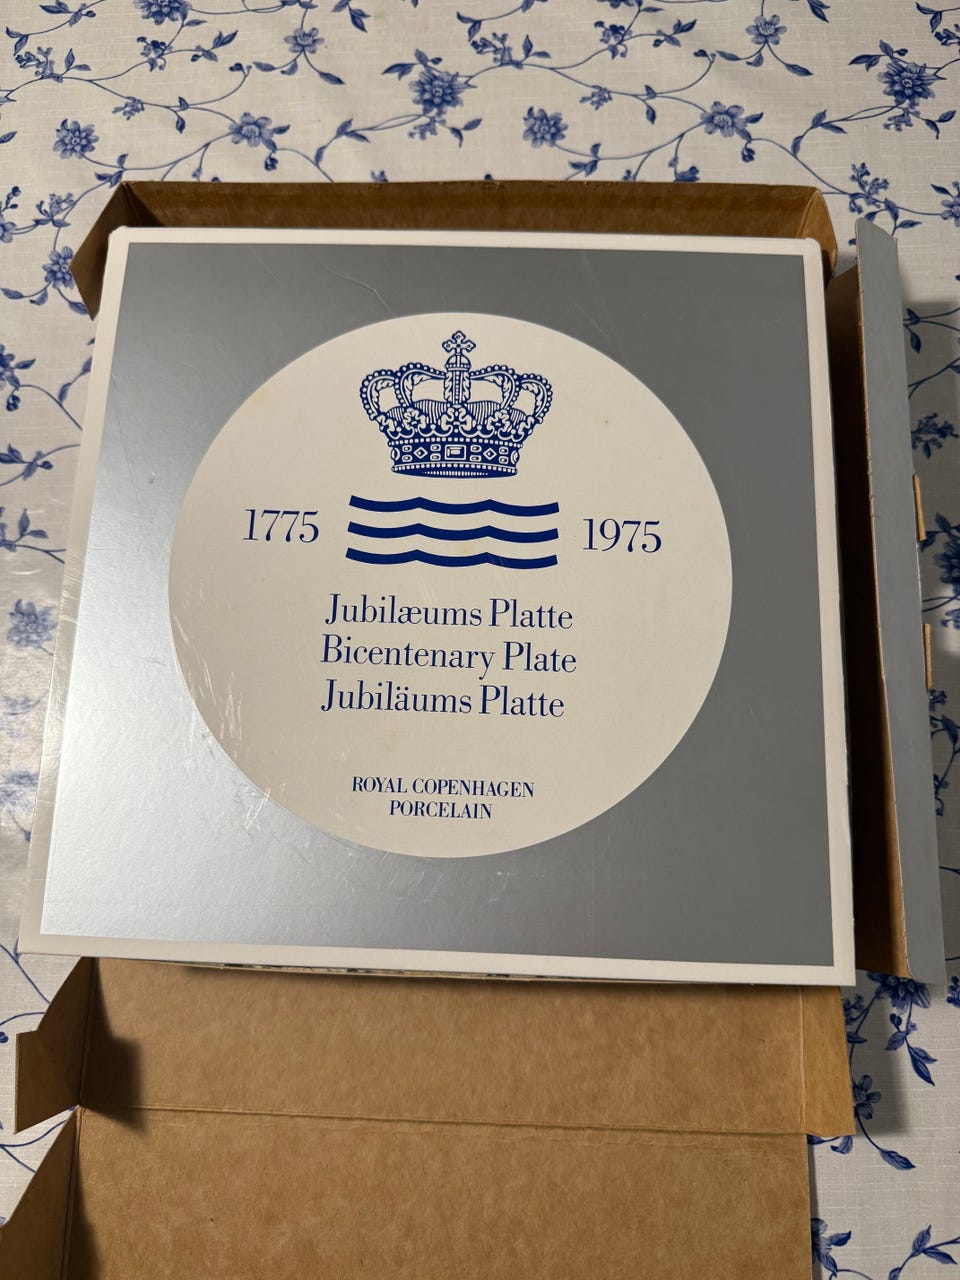 1775 1975
Jubilæums Platte
Bicentenary Plate
Jubiläums Platte
ROYAL COPENHAGEN
PORCELAIN